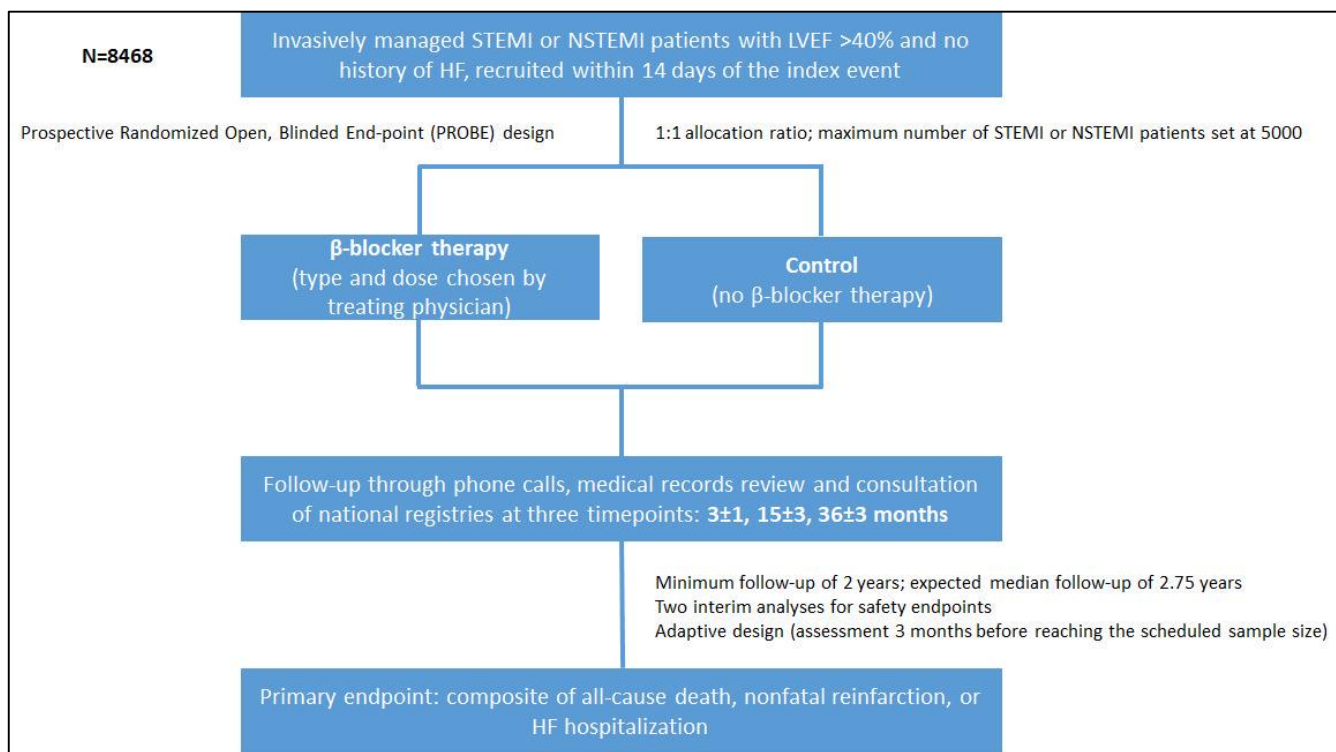 N=8468
Invasively managed STEMI or NSTEMI patients with LVEF >40% and no
history of HF, recruited within 14 days of the index event
Prospective Randomized Open, Blinded End-point (PROBE) design
1:1 allocation ratio; maximum number of STEMI or NSTEMI patients set at 5000
β-blocker therapy
(type and dose chosen by
treating physician)
Control
(no β-blocker therapy)
Follow-up through phone calls, medical records review and consultation
of national registries at three timepoints: 3±1, 15±3, 36±3 months
Minimum follow-up of 2 years; expected median follow-up of 2.75 years
Two interim analyses for safety endpoints
Adaptive design (assessment 3 months before reaching the scheduled sample size)
Primary endpoint: composite of all-cause death, nonfatal reinfarction, or
HF hospitalization